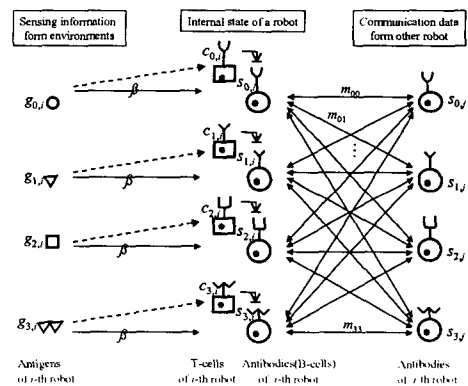 Sensing information form environments
Internal state of a robot
Communication data form other robot
c0,i
g0,i
β
s0,i
m00
s0,j
m01
c1,i
g1,i
β
s1,i
s1,j
c2,i
g2,i
β
s2,i
s2,j
c3,i
g3,i
β
s3,i
m33
s3,j
Antigens
T-cells
Antibodies(B-cells)
Antibodies
of i-th robot
of i-th robot
of i-th robot
-th robot